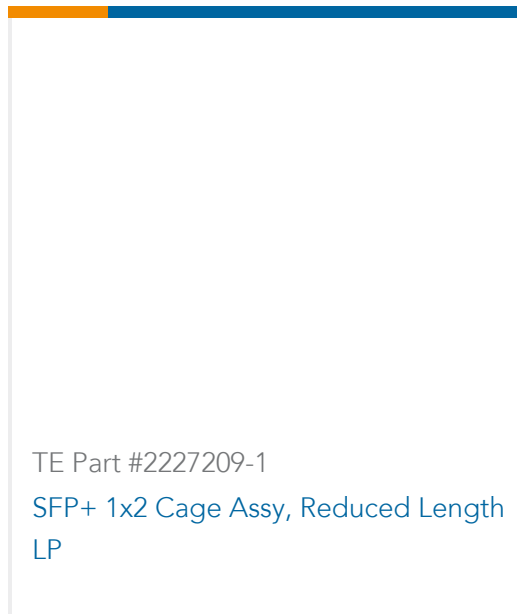 TE Part #2227209-1
SFP+ 1x2 Cage Assy, Reduced Length
LP